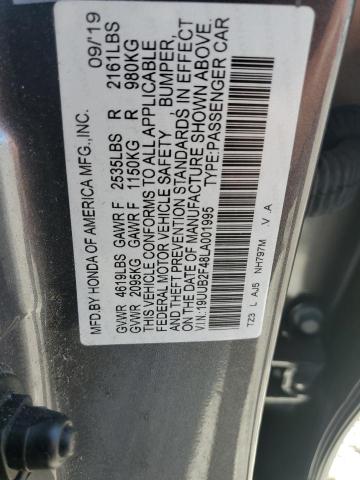 MFD.BY HONDA OF AMERICA MFG.,INC. 09/19
GVWR 4619LBS GAWR F 2535LBS R 2161LBS
GVWR 2095KG GAWR F 1150KG R 980KG
THIS VEHICLE CONFORMS TO ALL APPLICABLE
FEDERAL MOTOR VEHICLE SAFETY, BUMPER,
AND THEFT PREVENTION STANDARDS IN EFFECT
ON THE DATE OF MANUFACTURE SHOWN ABOVE.
V.I.N.:19UUB2F48LA001995 TYPE:PASSENGER CAR
TZ3 L AJ5 NH797M .V .A